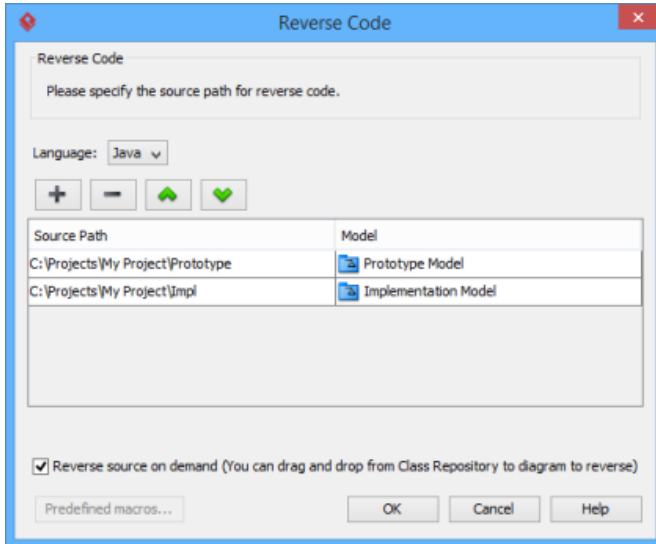 Reverse Code
Reverse Code
Please specify the source path for reverse code.
Language: Java
Source Path Model
C:\Projects\My Project\Prototype Prototype Model
C:\Projects\My Project\Impl Implementation Model
Reverse source on demand (You can drag and drop from Class Repository to diagram to reverse)
Predefined macros... OK Cancel Help